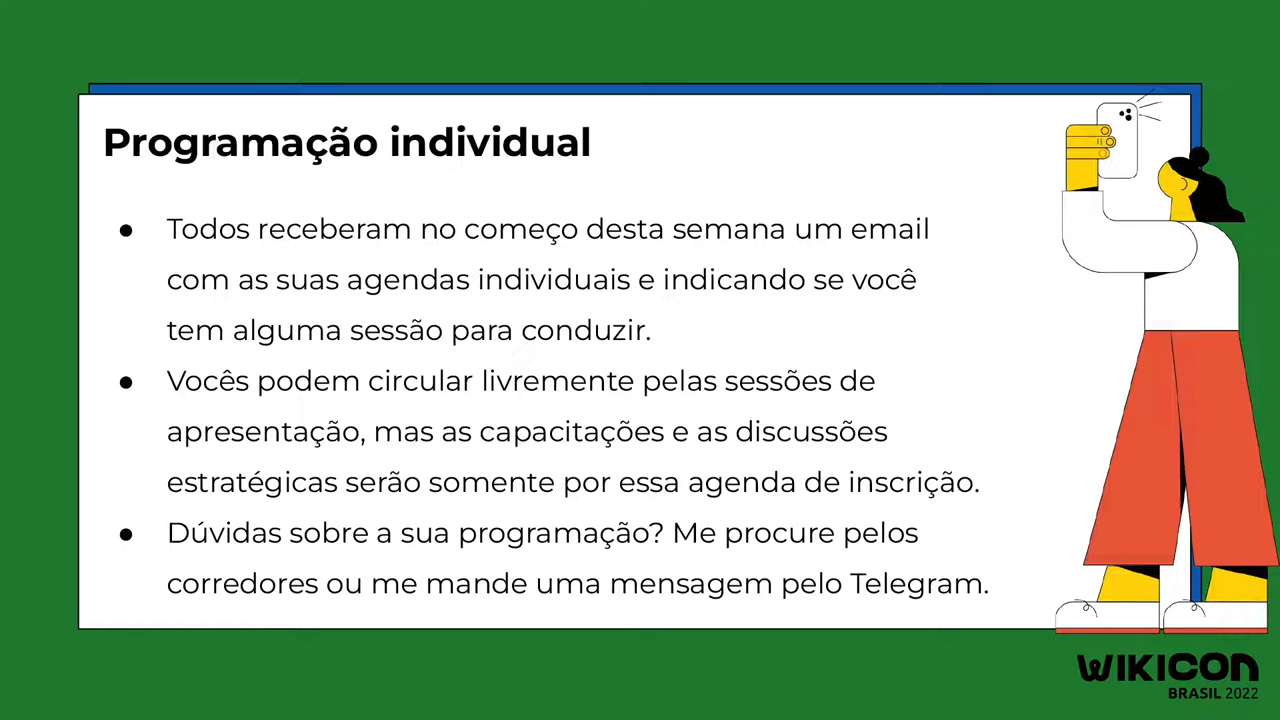 Programação individual
● Todos receberam no começo desta semana um email
com as suas agendas individuais e indicando se você
tem alguma sessão para conduzir.
● Vocês podem circular livremente pelas sessões de
apresentação, mas as capacitações e as discussões
estratégicas serão somente por essa agenda de inscrição.
● Dúvidas sobre a sua programação? Me procure pelos
corredores ou me mande uma mensagem pelo Telegram.
WIKICON
BRASIL 2022